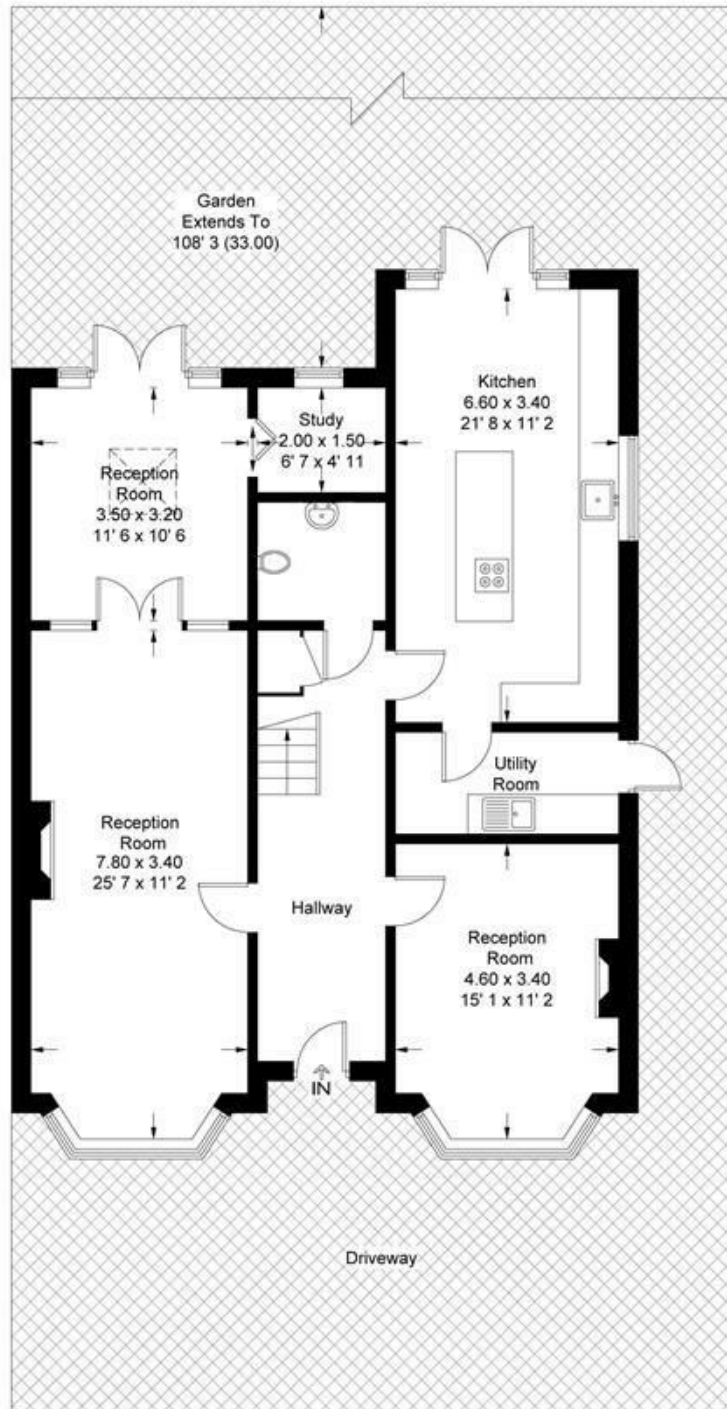 Garden
Extends To
108' 3 (33.00)
Kitchen
6.60 x 3.40
21' 8 x 11' 2
Study
2.00 x 1.50
6' 7 x 4' 11
Reception
Room
3.50 x 3.20
11' 6 x 10' 6
Utility
Room
Reception
Room
7.80 x 3.40
25' 7 x 11' 2
Hallway
Reception
Room
4.60 x 3.40
15' 1 x 11' 2
IN
Driveway